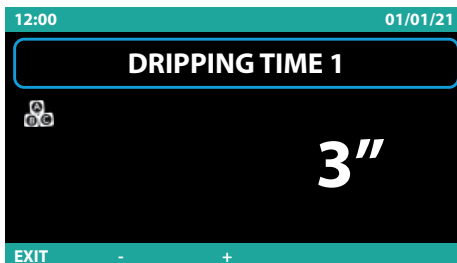 12:00 01/01/21
DRIPPING TIME 1
A
B C
3"
EXIT - +